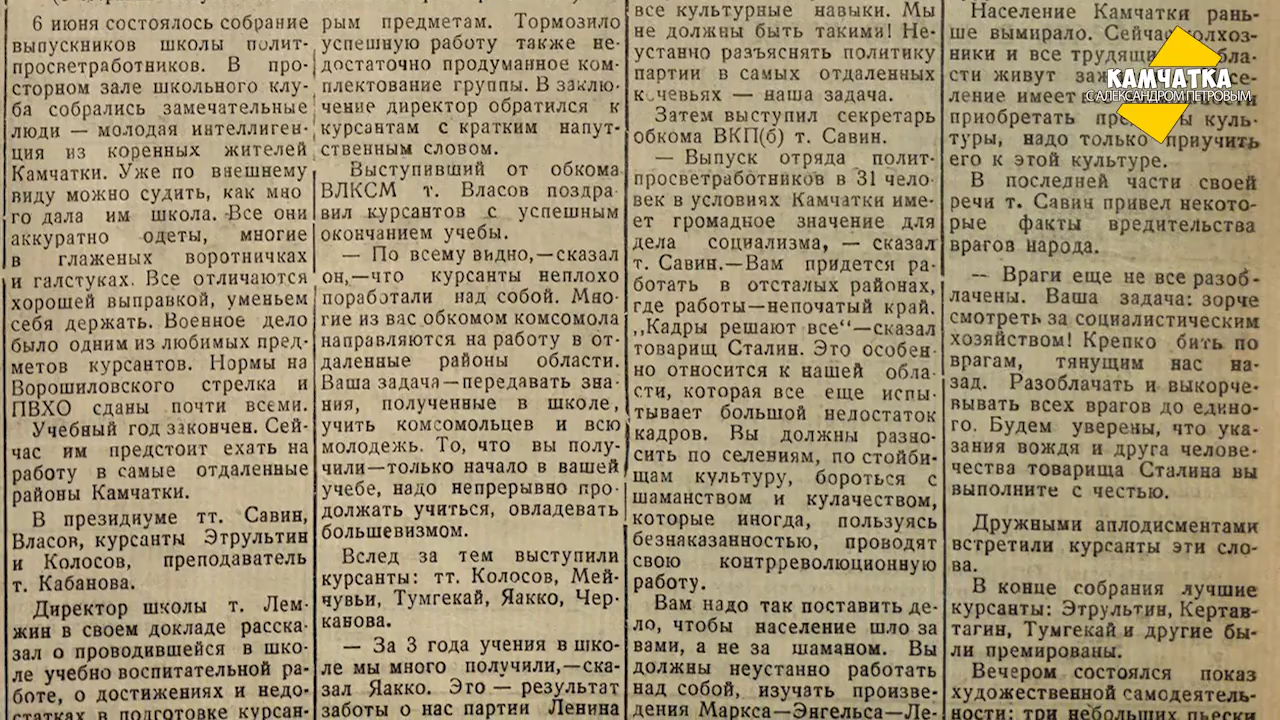 6 июня состоялось собрание
выпускников школы полит-
просветработников. В про-
сторном зале школьного клу-
ба собрались замечательные
люди — молодая интеллиген-
ция из коренных жителей
Камчатки. Уже по внешнему
виду можно судить, как мно
го дала им школа. Все они
аккуратно одеты, многие
в глаженых воротничках
и галстуках. Все отличаются
хорошей выправкой, уменьем
себя держать. Военное дело
было одним из любимых пред-
метов курсантов. Нормы на
Ворошиловского стрелка и
ПВХО сданы почти всеми.
Учебный год закончен. Сей-
час им предстоит ехать на
работу в самые отдаленные
районы Камчатки.
В президиуме тт. Савин,
Власов, курсанты Этрультин
и Колосов, преподаватель
т. Кабанова.
Директор школы т. Лем-
жин в своем докладе расска-
зал о проводившейся в шко-
ле учебно воспитательной ра-
боте, о достижениях и недо-
статках в подготовке курсан-
рым предметам. Тормозило
успешную работу также не-
достаточно продуманное ком-
плектование группы. В заклю-
чение директор обратился к
курсантам с кратким напут-
ственным словом.
Выступивший от обкома
ВЛКСМ т. Власов поздра-
вил курсантов с успешным
окончанием учебы.
— По всему видно,—сказал
он,—что курсанты неплохо
поработали над собой. Мно-
гие из вас обкомом комсомола
направляются на работу в от-
даленные районы области.
Ваша задача—передавать зна-
ния, полученные в школе,
учить комсомольцев и всю
молодежь. То, что вы полу-
чили—только начало в вашей
учебе, надо непрерывно про-
должать учиться, овладевать
большевизмом.
Вслед за тем выступили
курсанты: тт. Колосов, Мей-
чувьи, Тумгекай, Яакко, Чер-
канова.
— За 3 года учения в шко-
ле мы много получили,—ска-
зал Яакко. Это — результат
заботы о нас партии Ленина
все культурные навыки. Мы
не должны быть такими! Не-
устанно разъяснять политику
партии в самых отдаленных
кочевьях — наша задача.
Затем выступил секретарь
обкома ВКП(б) т. Савин.
— Выпуск отряда полит-
просветработников в 31 чело
век в условиях Камчатки име-
ет громадное значение для
дела социализма, — сказал
т. Савин.—Вам придется ра-
ботать в отсталых районах,
где работы—непочатый край.
„Кадры решают все“—сказал
товарищ Сталин. Это особен-
но относится к нашей обла-
сти, которая все еще испы-
тывает большой недостаток
кадров. Вы должны разно-
сить по селениям, по стойби-
щам культуру, бороться с
шаманством и кулачеством,
которые иногда, пользуясь
безнаказанностью, проводят
свою контрреволюционную
работу.
Вам надо так поставить де-
ло, чтобы население шло за
вами, а не за шаманом. Вы
должны неустанно работать
над собой, изучать произве-
дения Маркса—Энгельса—Ле-
Население Камчатки рань-
ше вымирало. Сейчас колхоз-
ники и все трудящи обла-
сти живут
ление имеет
приобретать куль-
туры, надо только приучить
его к этой культуре.
В последней части своей
речи т. Савин привел некото-
рые факты вредительства
врагов народа.
— Враги еще не все разоб-
лачены. Ваша задача: зорче
смотреть за социалистическим
хозяйством! Крепко бить по
врагам, тянущим нас на-
зад. Разоблачать и выкорче-
вывать всех врагов до едино-
го. Будем уверены, что ука-
зания вождя и друга челове-
чества товарища Сталина вы
выполните с честью.
Дружными аплодисментами
встретили курсанты эти сло-
ва.
В конце собрания лучшие
курсанты: Этрультин, Кертав-
тагин, Тумгекай и другие бы-
ли премированы.
Вечером состоялся показ
художественной самодеятель-
ности: три небольших пьески
КАМЧАТКА
С АЛЕКСАНДРОМ ПЕТРОВЫМ